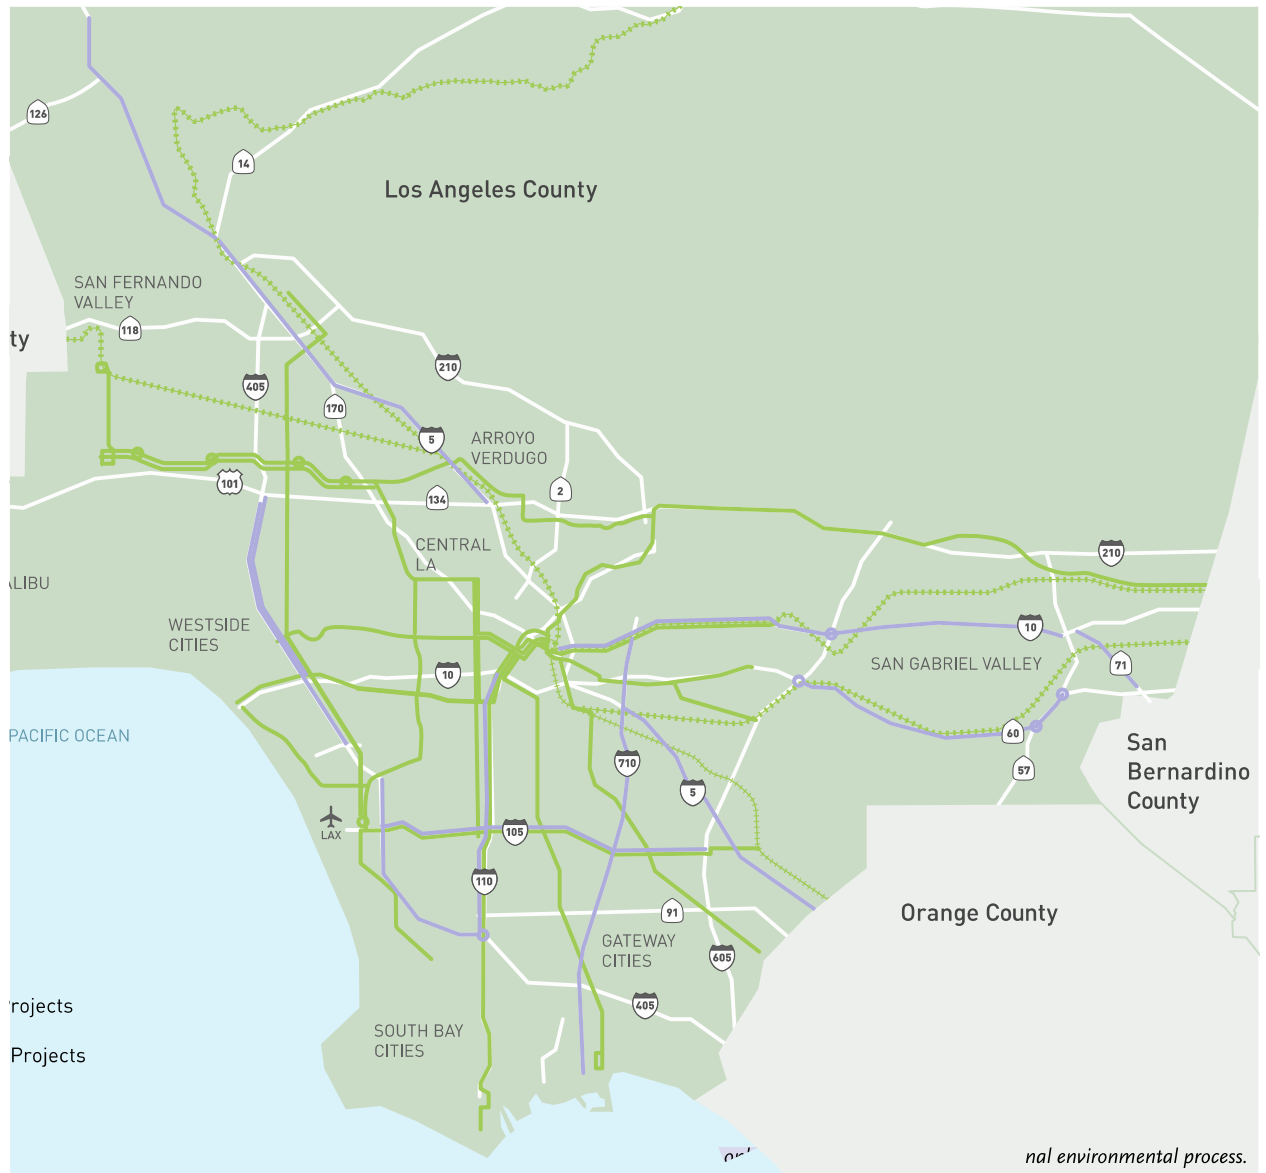 126
14
Los Angeles County
SAN FERNANDO
VALLEY
118
ty
210
405
170
5
ARROYO
VERDUGO
101
134
2
CENTRAL
LA
210
ALIBU
WESTSIDE
CITIES
10
10
SAN GABRIEL VALLEY
71
PACIFIC OCEAN
60
San
Bernardino
County
710
57
5
LAX
105
110
91
Orange County
GATEWAY
CITIES
605
rojects
405
SOUTH BAY
CITIES
Projects
nal environmental process.